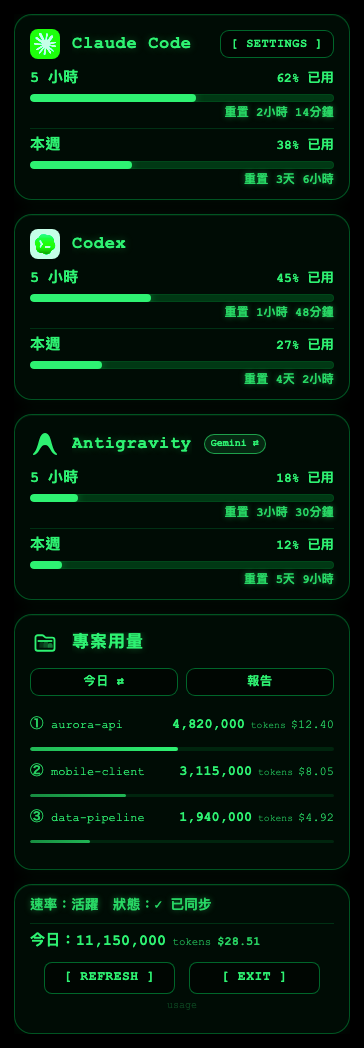 Claude Code [ SETTINGS ]
5 小時 62% 已用
重置 2小時 14分鐘
本週 38% 已用
重置 3天 6小時
Codex
5 小時 45% 已用
重置 1小時 48分鐘
本週 27% 已用
重置 4天 2小時
Antigravity Gemini ⇄
5 小時 18% 已用
重置 3小時 30分鐘
本週 12% 已用
重置 5天 9小時
專案用量
今日 ⇄ 報告
① aurora-api 4,820,000 tokens $12.40
② mobile-client 3,115,000 tokens $8.05
③ data-pipeline 1,940,000 tokens $4.92
速率：活躍 狀態：✓ 已同步
今日：11,150,000 tokens $28.51
[ REFRESH ] [ EXIT ]
usage